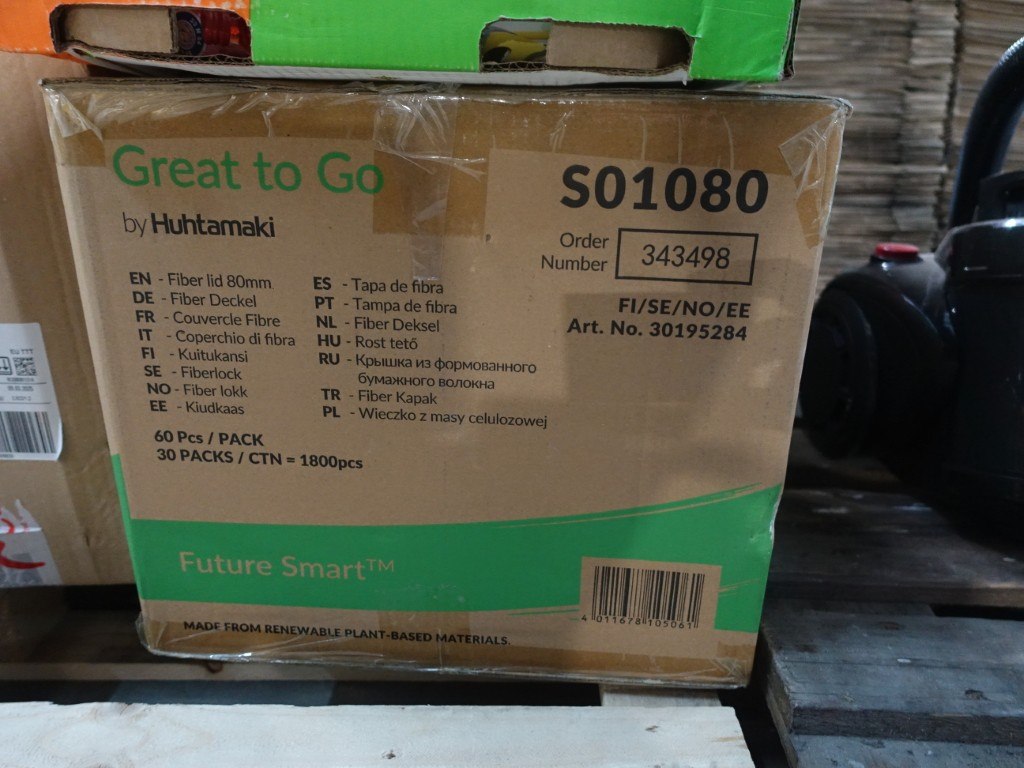 Great to Go
by Huhtamaki
S01080
Order
Number
343498
FI/SE/NO/EE
Art. No. 30195284
EN - Fiber lid 80mm
DE - Fiber Deckel
FR - Couvercle Fibre
IT - Coperchio di fibra
FI - Kuitukansi
SE - Fiberlock
NO - Fiber lokk
EE - Kiudkaas
ES - Tapa de fibra
PT - Tampa de fibra
NL - Fiber Deksel
HU - Rost tető
RU - Крышка из формованного
бумажного волокна
TR - Fiber Kapak
PL - Wieczko z masy celulozowej
60 Pcs / PACK
30 PACKS / CTN = 1800pcs
Future Smart™
MADE FROM RENEWABLE PLANT-BASED MATERIALS.
4 011678 105061